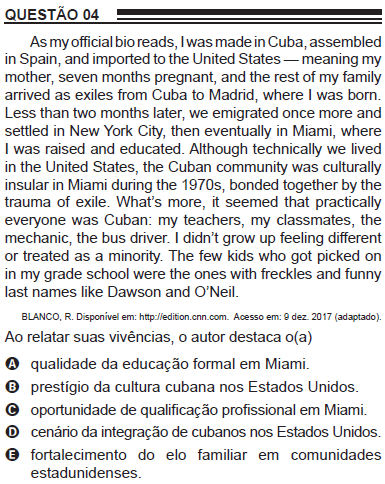 QUESTÃO 04
As my official bio reads, I was made in Cuba, assembled
in Spain, and imported to the United States — meaning my
mother, seven months pregnant, and the rest of my family
arrived as exiles from Cuba to Madrid, where I was born.
Less than two months later, we emigrated once more and
settled in New York City, then eventually in Miami, where
I was raised and educated. Although technically we lived
in the United States, the Cuban community was culturally
insular in Miami during the 1970s, bonded together by the
trauma of exile. What's more, it seemed that practically
everyone was Cuban: my teachers, my classmates, the
mechanic, the bus driver. I didn't grow up feeling different
or treated as a minority. The few kids who got picked on
in my grade school were the ones with freckles and funny
last names like Dawson and O'Neil.
BLANCO, R. Disponível em: http://edition.cnn.com. Acesso em: 9 dez. 2017 (adaptado).
Ao relatar suas vivências, o autor destaca o(a)
A qualidade da educação formal em Miami.
B prestígio da cultura cubana nos Estados Unidos.
C oportunidade de qualificação profissional em Miami.
D cenário da integração de cubanos nos Estados Unidos.
E fortalecimento do elo familiar em comunidades
estadunidenses.